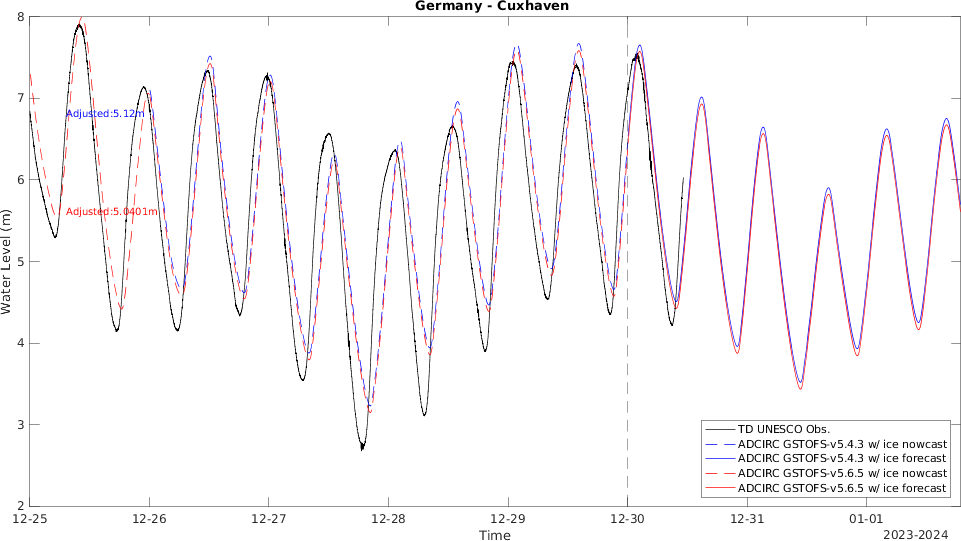 Germany - Cuxhaven
8
7
6
5
4
3
2
Water Level (m)
Adjusted:5.12m
Adjusted:5.0401m
TD UNESCO Obs.
ADCIRC GSTOFS-v5.4.3 w/ ice nowcast
ADCIRC GSTOFS-v5.4.3 w/ ice forecast
ADCIRC GSTOFS-v5.6.5 w/ ice nowcast
ADCIRC GSTOFS-v5.6.5 w/ ice forecast
12-25 12-26 12-27 12-28 12-29 12-30 12-31 01-01
Time
2023-2024